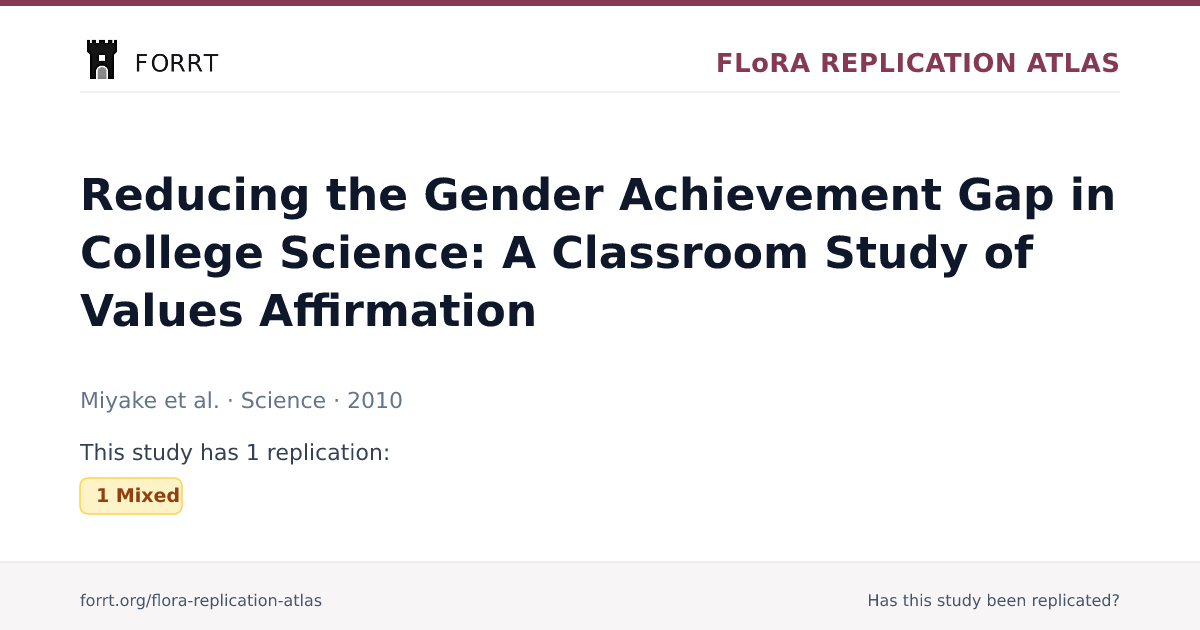 FORRT
FLoRA REPLICATION ATLAS
Reducing the Gender Achievement Gap in
College Science: A Classroom Study of
Values Affirmation
Miyake et al. · Science · 2010
This study has 1 replication:
1 Mixed
forrt.org/flora-replication-atlas
Has this study been replicated?